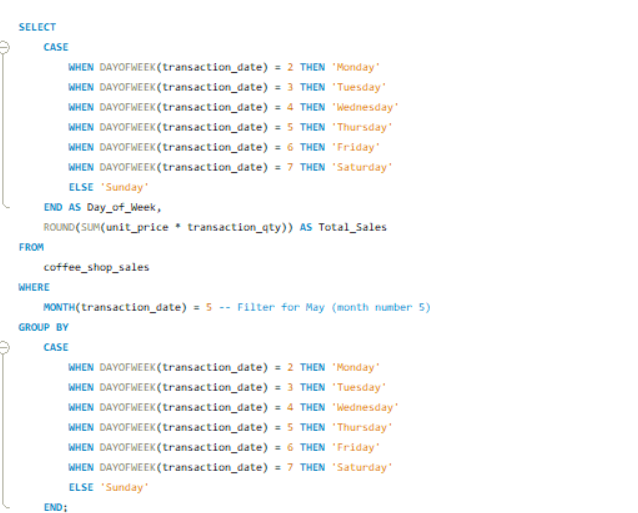 SELECT
CASE
WHEN DAYOFWEEK(transaction_date) = 2 THEN 'Monday'
WHEN DAYOFWEEK(transaction_date) = 3 THEN 'Tuesday'
WHEN DAYOFWEEK(transaction_date) = 4 THEN 'Wednesday'
WHEN DAYOFWEEK(transaction_date) = 5 THEN 'Thursday'
WHEN DAYOFWEEK(transaction_date) = 6 THEN 'Friday'
WHEN DAYOFWEEK(transaction_date) = 7 THEN 'Saturday'
ELSE 'Sunday'
END AS Day_of_Week,
ROUND(SUM(unit_price * transaction_qty)) AS Total_Sales
FROM
coffee_shop_sales
WHERE
MONTH(transaction_date) = 5 -- Filter for May (month number 5)
GROUP BY
CASE
WHEN DAYOFWEEK(transaction_date) = 2 THEN 'Monday'
WHEN DAYOFWEEK(transaction_date) = 3 THEN 'Tuesday'
WHEN DAYOFWEEK(transaction_date) = 4 THEN 'Wednesday'
WHEN DAYOFWEEK(transaction_date) = 5 THEN 'Thursday'
WHEN DAYOFWEEK(transaction_date) = 6 THEN 'Friday'
WHEN DAYOFWEEK(transaction_date) = 7 THEN 'Saturday'
ELSE 'Sunday'
END;